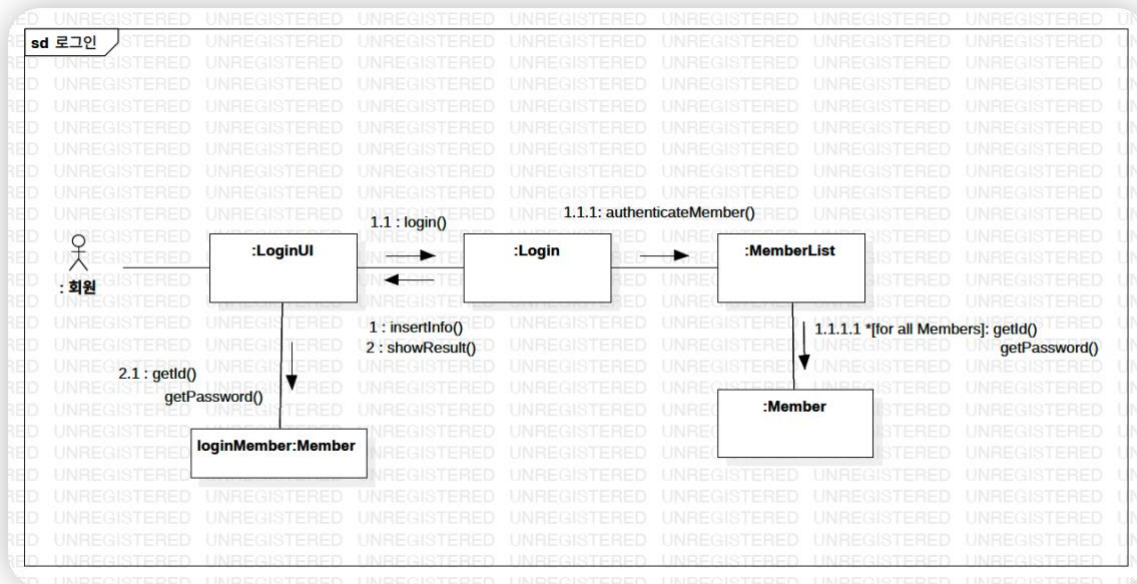 sd 로그인
1.1.1: authenticateMember()
1.1 : login()
:LoginUI
:Login
:MemberList
: 회원
1 : insertInfo()
2 : showResult()
1.1.1.1 *[for all Members]: getId()
getPassword()
2.1 : getId()
getPassword()
:Member
loginMember:Member
UNREGISTERED